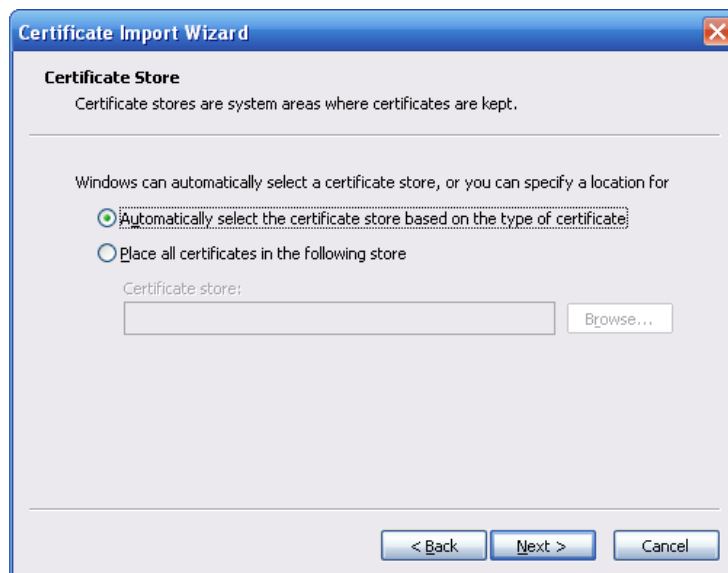 Certificate Import Wizard
Certificate Store
Certificate stores are system areas where certificates are kept.
Windows can automatically select a certificate store, or you can specify a location for
Automatically select the certificate store based on the type of certificate
Place all certificates in the following store
Certificate store:
Browse...
< Back Next > Cancel